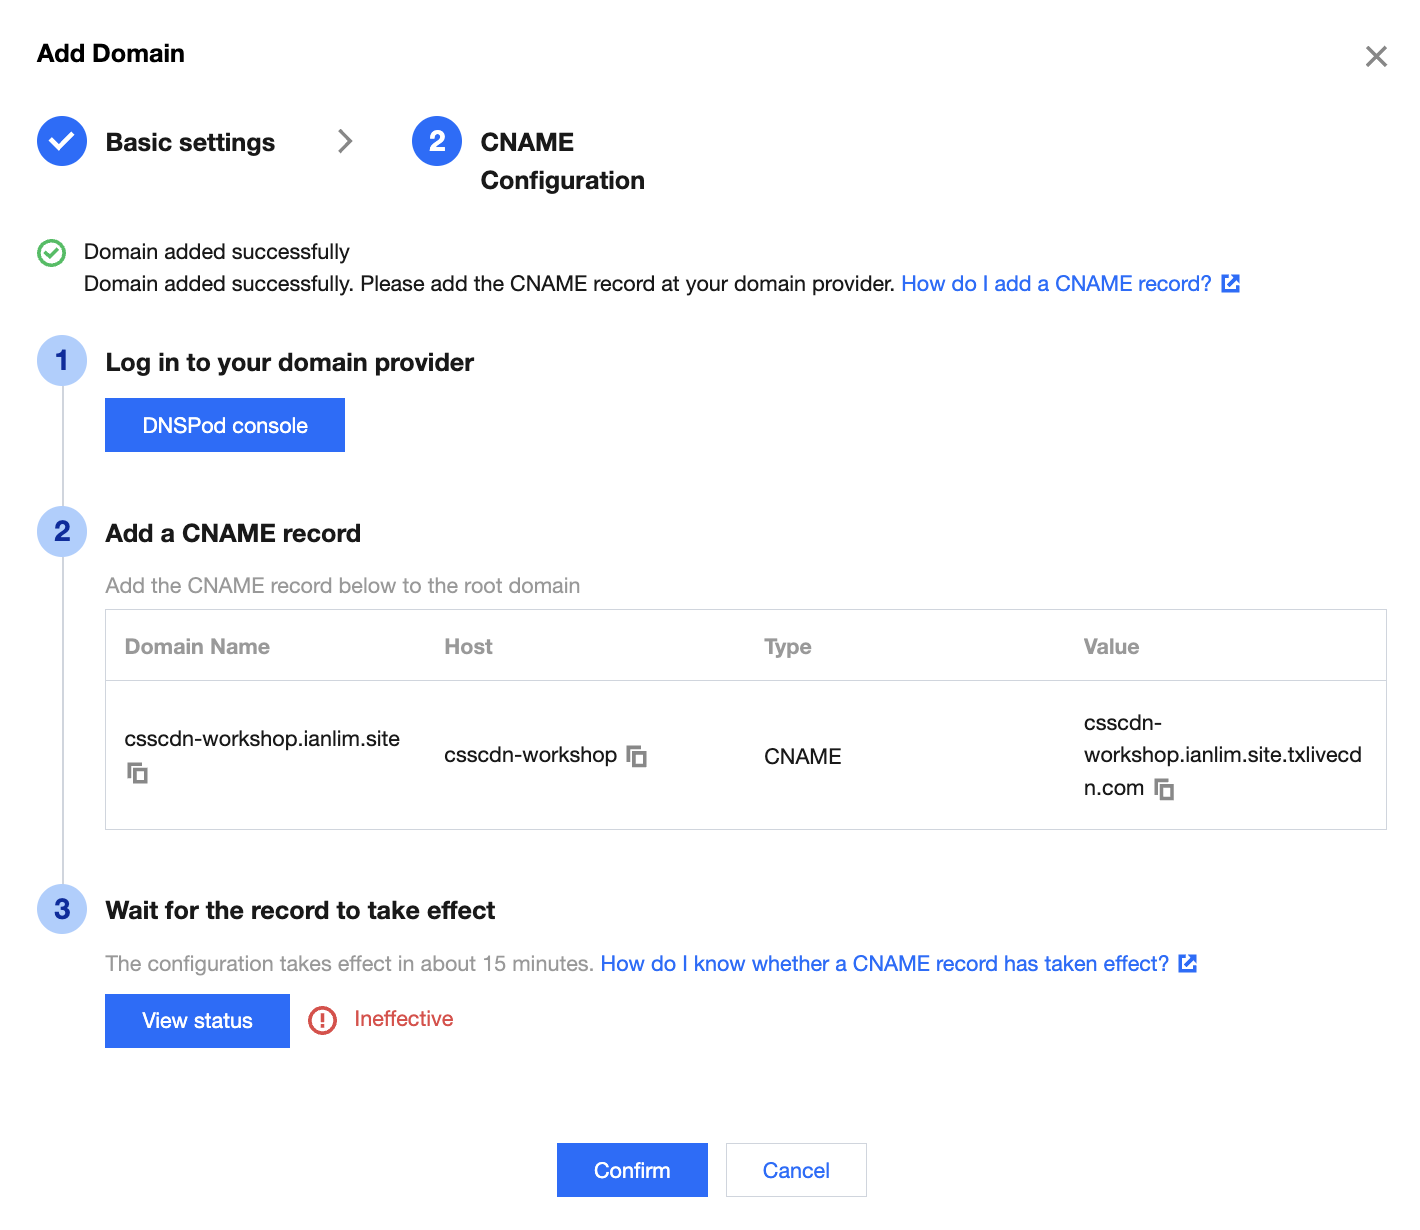 Add Domain
Basic settings
2 CNAME
Configuration
Domain added successfully
Domain added successfully. Please add the CNAME record at your domain provider. How do I add a CNAME record?
1 Log in to your domain provider
DNSPod console
2 Add a CNAME record
Add the CNAME record below to the root domain
Domain Name Host Type Value
csscdn-workshop.ianlim.site
csscdn-workshop
CNAME
csscdn-
workshop.ianlim.site.txlivecd
n.com
3 Wait for the record to take effect
The configuration takes effect in about 15 minutes. How do I know whether a CNAME record has taken effect?
View status Ineffective
Confirm Cancel